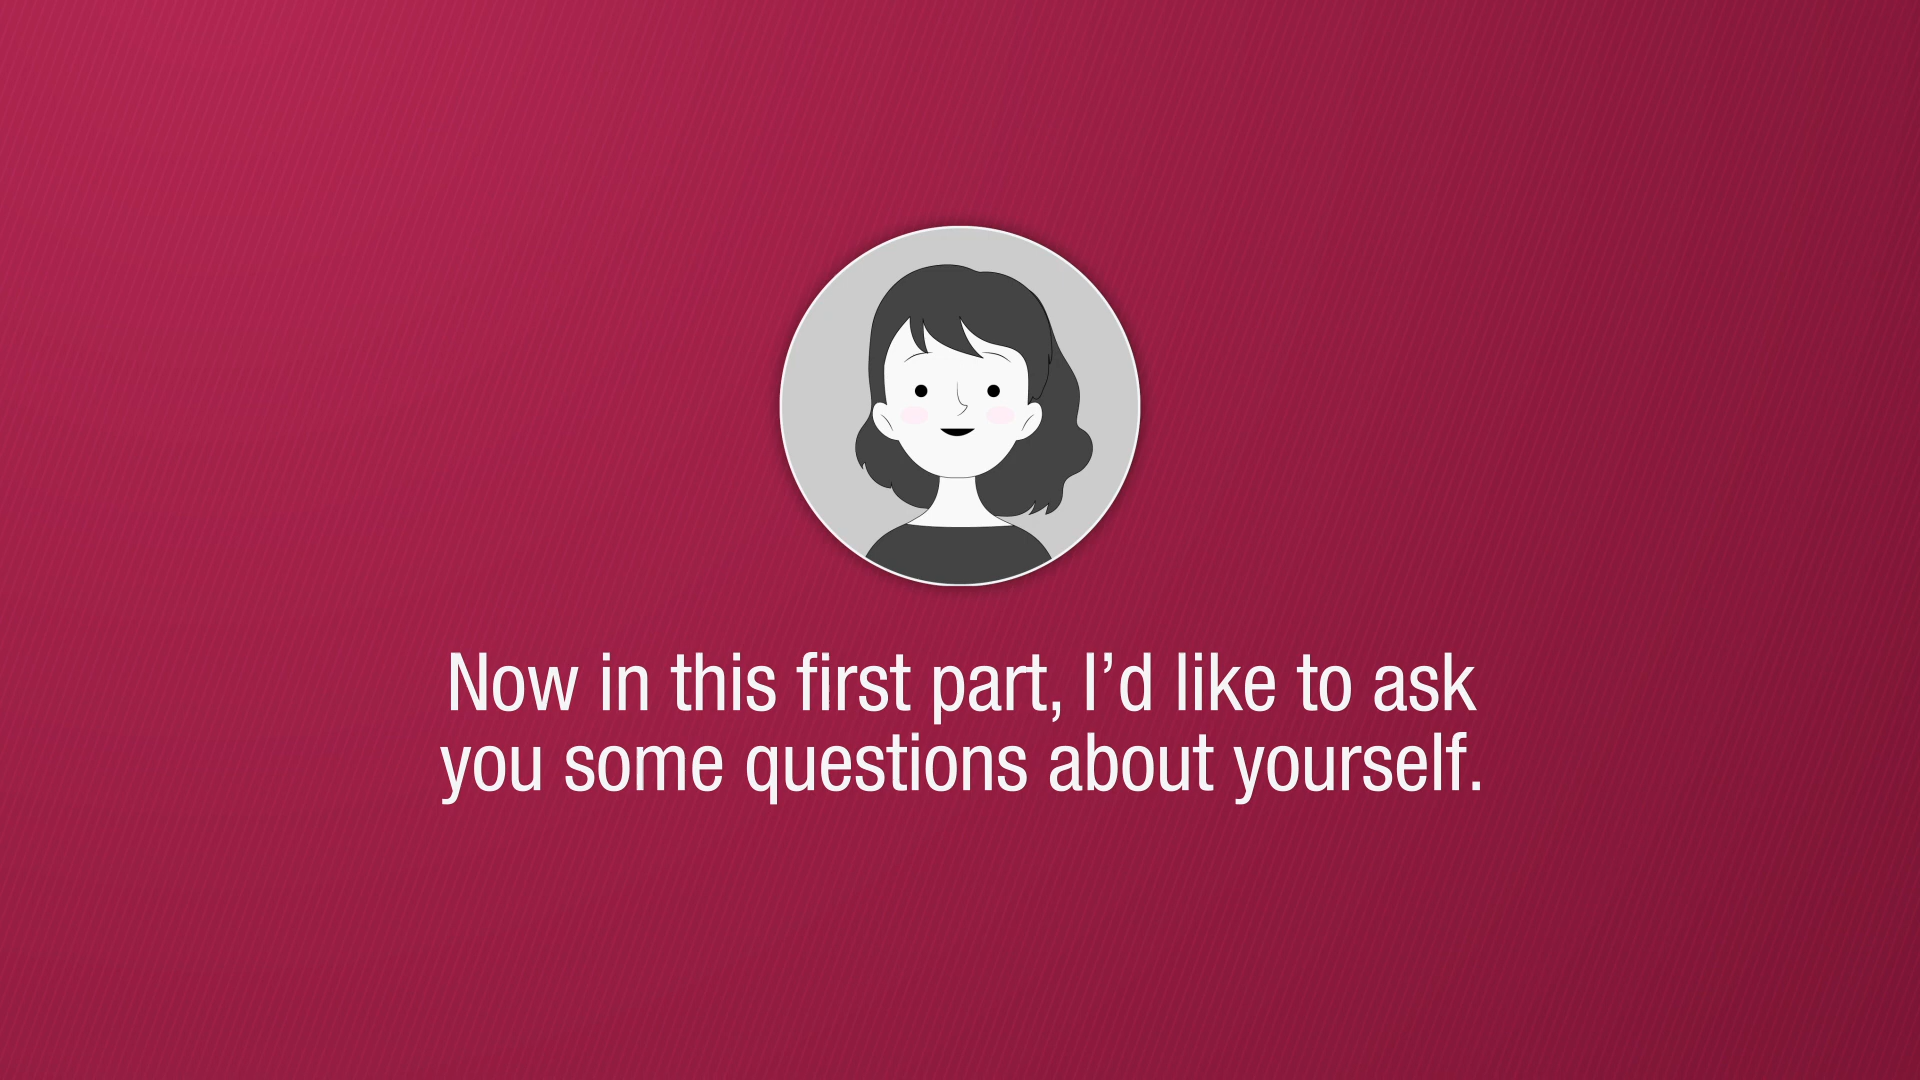 Now in this first part, I’d like to ask
you some questions about yourself.